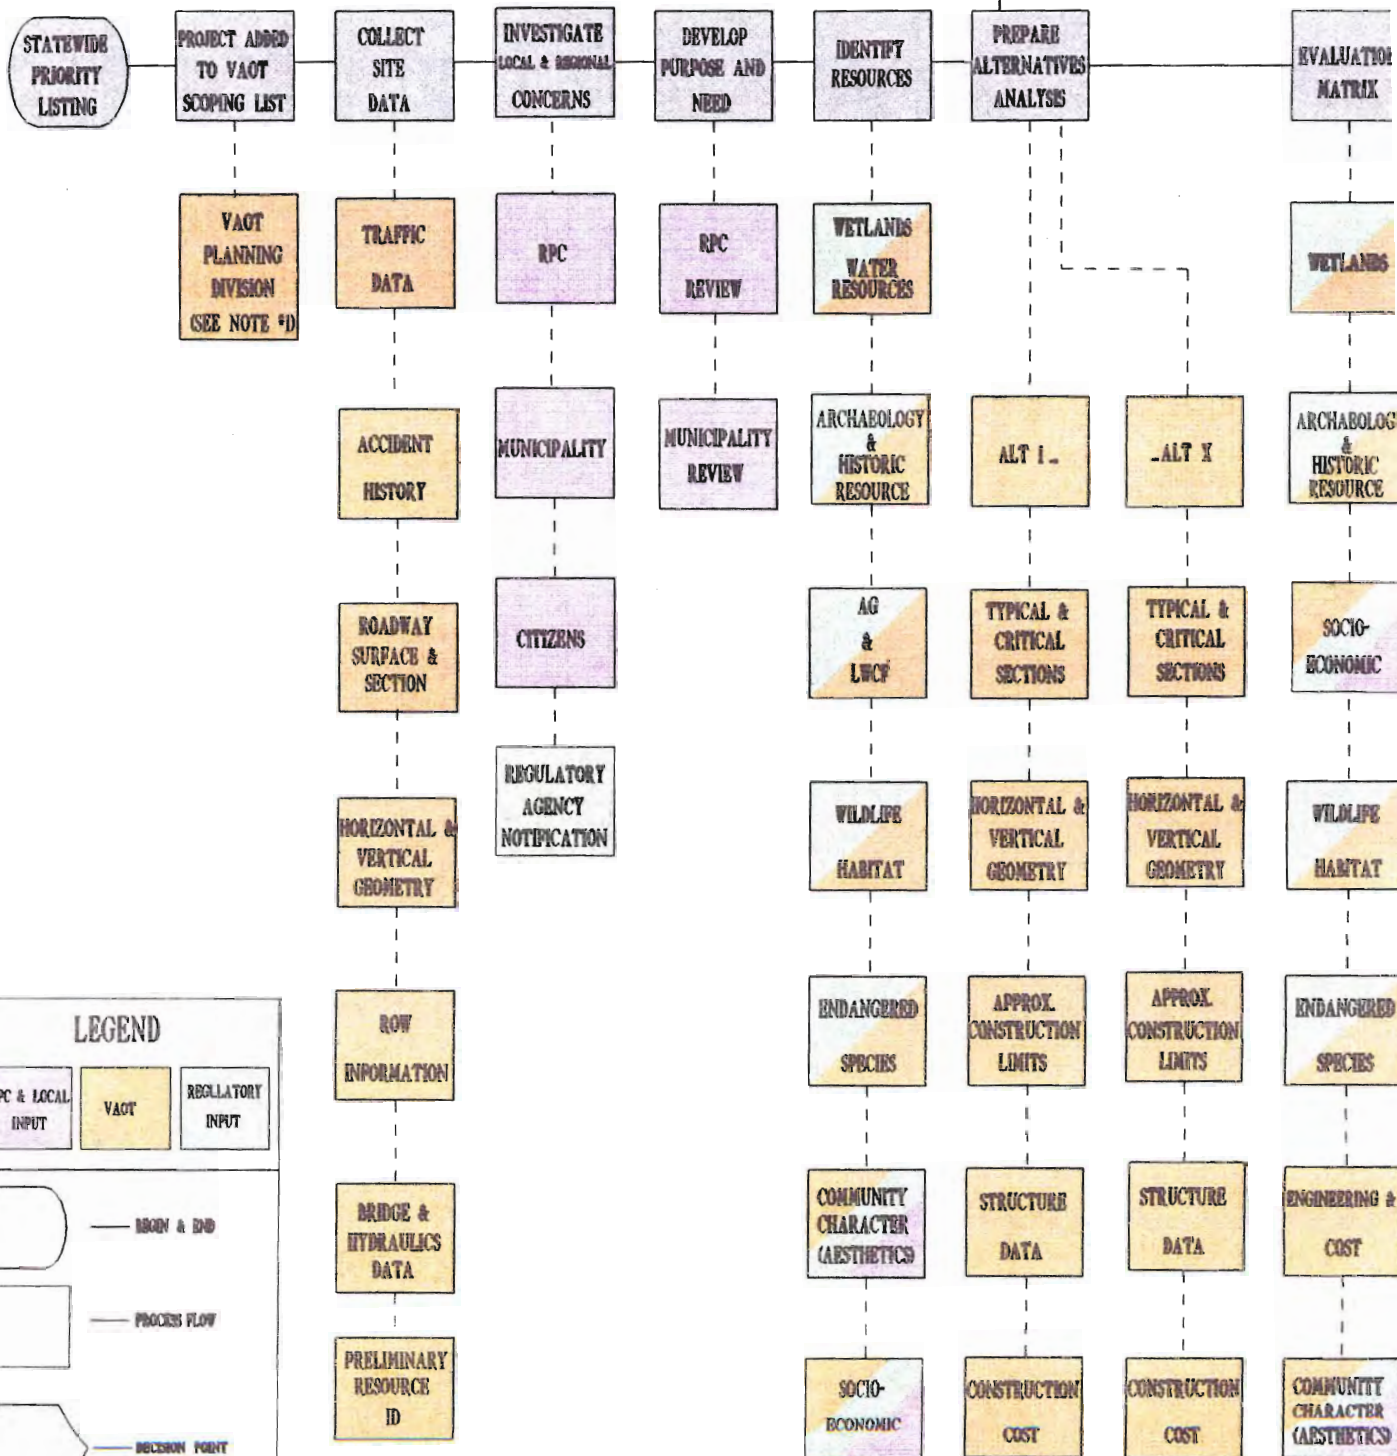 STATEWIDE
PRIORITY
LISTING
PROJECT ADDED
TO VAOT
SCOPING LIST
COLLECT
SITE
DATA
INVESTIGATE
LOCAL & REGIONAL
CONCERNS
DEVELOP
PURPOSE AND
NEED
IDENTIFY
RESOURCES
PREPARE
ALTERNATIVES
ANALYSIS
EVALUATION
MATRIX
VAOT
PLANNING
DIVISION
(SEE NOTE
TRAFFIC
DATA
ACCIDENT
HISTORY
ROADWAY
SURFACE &
SECTION
HORIZONTAL &
VERTICAL
GEOMETRY
ROW
INFORMATION
BRIDGE &
HYDRAULICS
DATA
PRELIMINARY
RESOURCE
ID
RPC
MUNICIPALITY
CITIZENS
REGULATORY
AGENCY
NOTIFICATION
RPC
REVIEW
MUNICIPALITY
REVIEW
WETLANDS
WATER
RESOURCES
ARCHAEOLOGY
&
HISTORIC
RESOURCE
AG
&
LWCF
WILDLIFE
HABITAT
ENDANGERED
SPECIES
COMMUNITY
CHARACTER
(AESTHETICS)
SOCIO-
ECONOMIC
ALT 1 _
TYPICAL &
CRITICAL
SECTIONS
HORIZONTAL &
VERTICAL
GEOMETRY
APPROX.
CONSTRUCTION
LIMITS
STRUCTURE
DATA
CONSTRUCTION
COST
_ALT X
TYPICAL &
CRITICAL
SECTIONS
HORIZONTAL &
VERTICAL
GEOMETRY
APPROX.
CONSTRUCTION
LIMITS
STRUCTURE
DATA
CONSTRUCTION
COST
WETLANDS
ARCHAEOLOG
&
HISTORIC
RESOURCE
SOCIO-
ECONOMIC
WILDLIFE
HABITAT
ENDANGERED
SPECIES
ENGINEERING &
COST
COMMUNITY
CHARACTER
(AESTHETICS)
LEGEND
PC & LOCAL
INPUT
VAOT
REGULATORY
INPUT
BEGIN & END
PROCESS FLOW
DECISION POINT